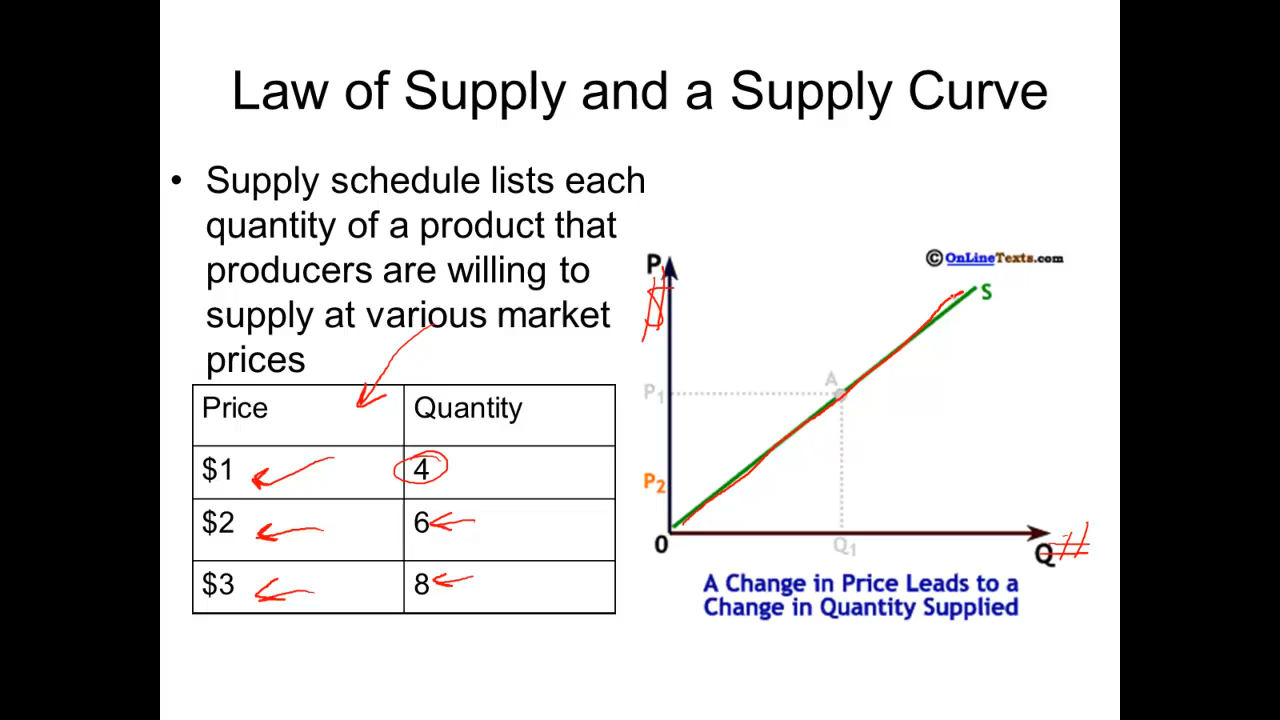 Law of Supply and a Supply Curve
• Supply schedule lists each
quantity of a product that
producers are willing to
supply at various market
prices
Price Quantity
$1 4
$2 6
$3 8
© OnLineTexts.com
P
$
S
A
P1
P2
0
Q1
Q #
A Change in Price Leads to a
Change in Quantity Supplied